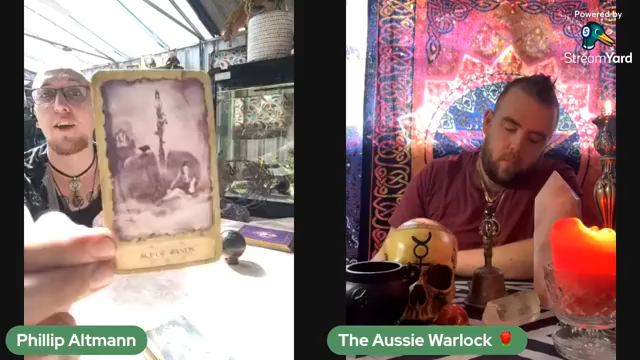 Powered by
StreamYard
ACE OF WANDS
Phillip Altmann
The Aussie Warlock